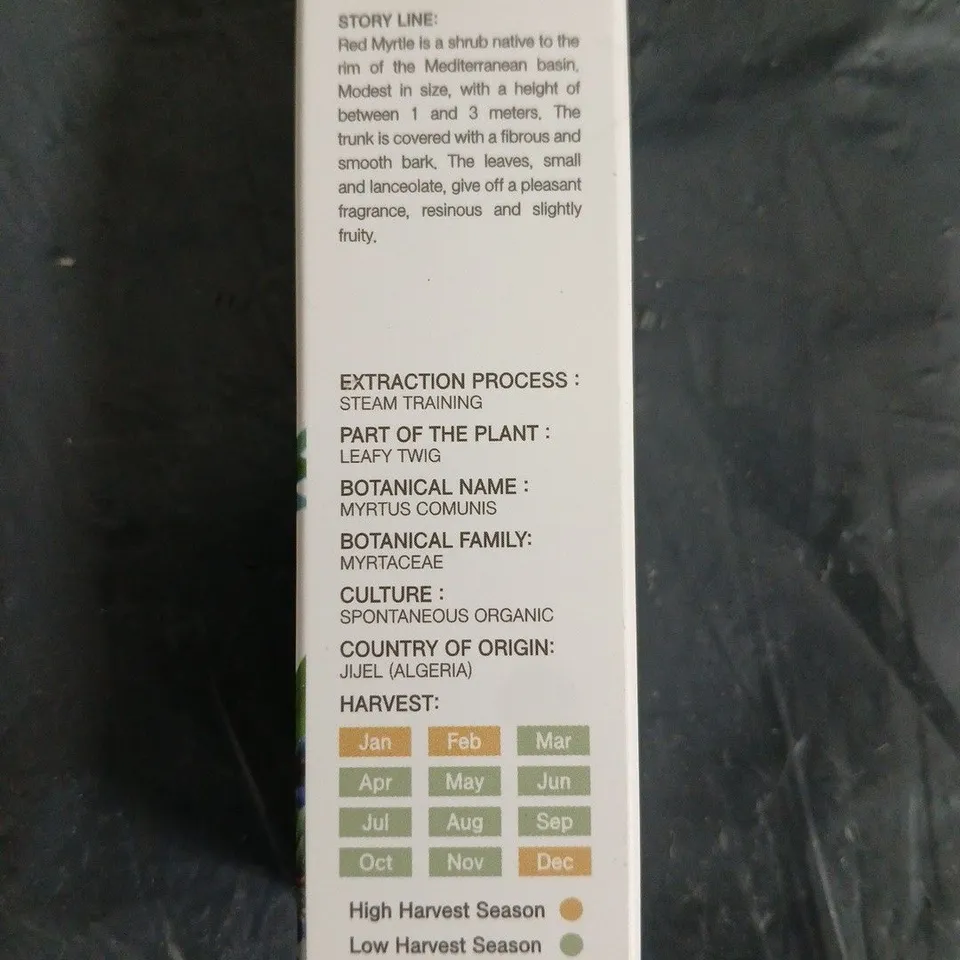 STORY LINE:
Red Myrtle is a shrub native to the
rim of the Mediterranean basin.
Modest in size, with a height of
between 1 and 3 meters. The
trunk is covered with a fibrous and
smooth bark. The leaves, small
and lanceolate, give off a pleasant
fragrance, resinous and slightly
fruity.
EXTRACTION PROCESS :
STEAM TRAINING
PART OF THE PLANT :
LEAFY TWIG
BOTANICAL NAME :
MYRTUS COMUNIS
BOTANICAL FAMILY:
MYRTACEAE
CULTURE :
SPONTANEOUS ORGANIC
COUNTRY OF ORIGIN:
JIJEL (ALGERIA)
HARVEST:
Jan Feb Mar
Apr May Jun
Jul Aug Sep
Oct Nov Dec
High Harvest Season
Low Harvest Season